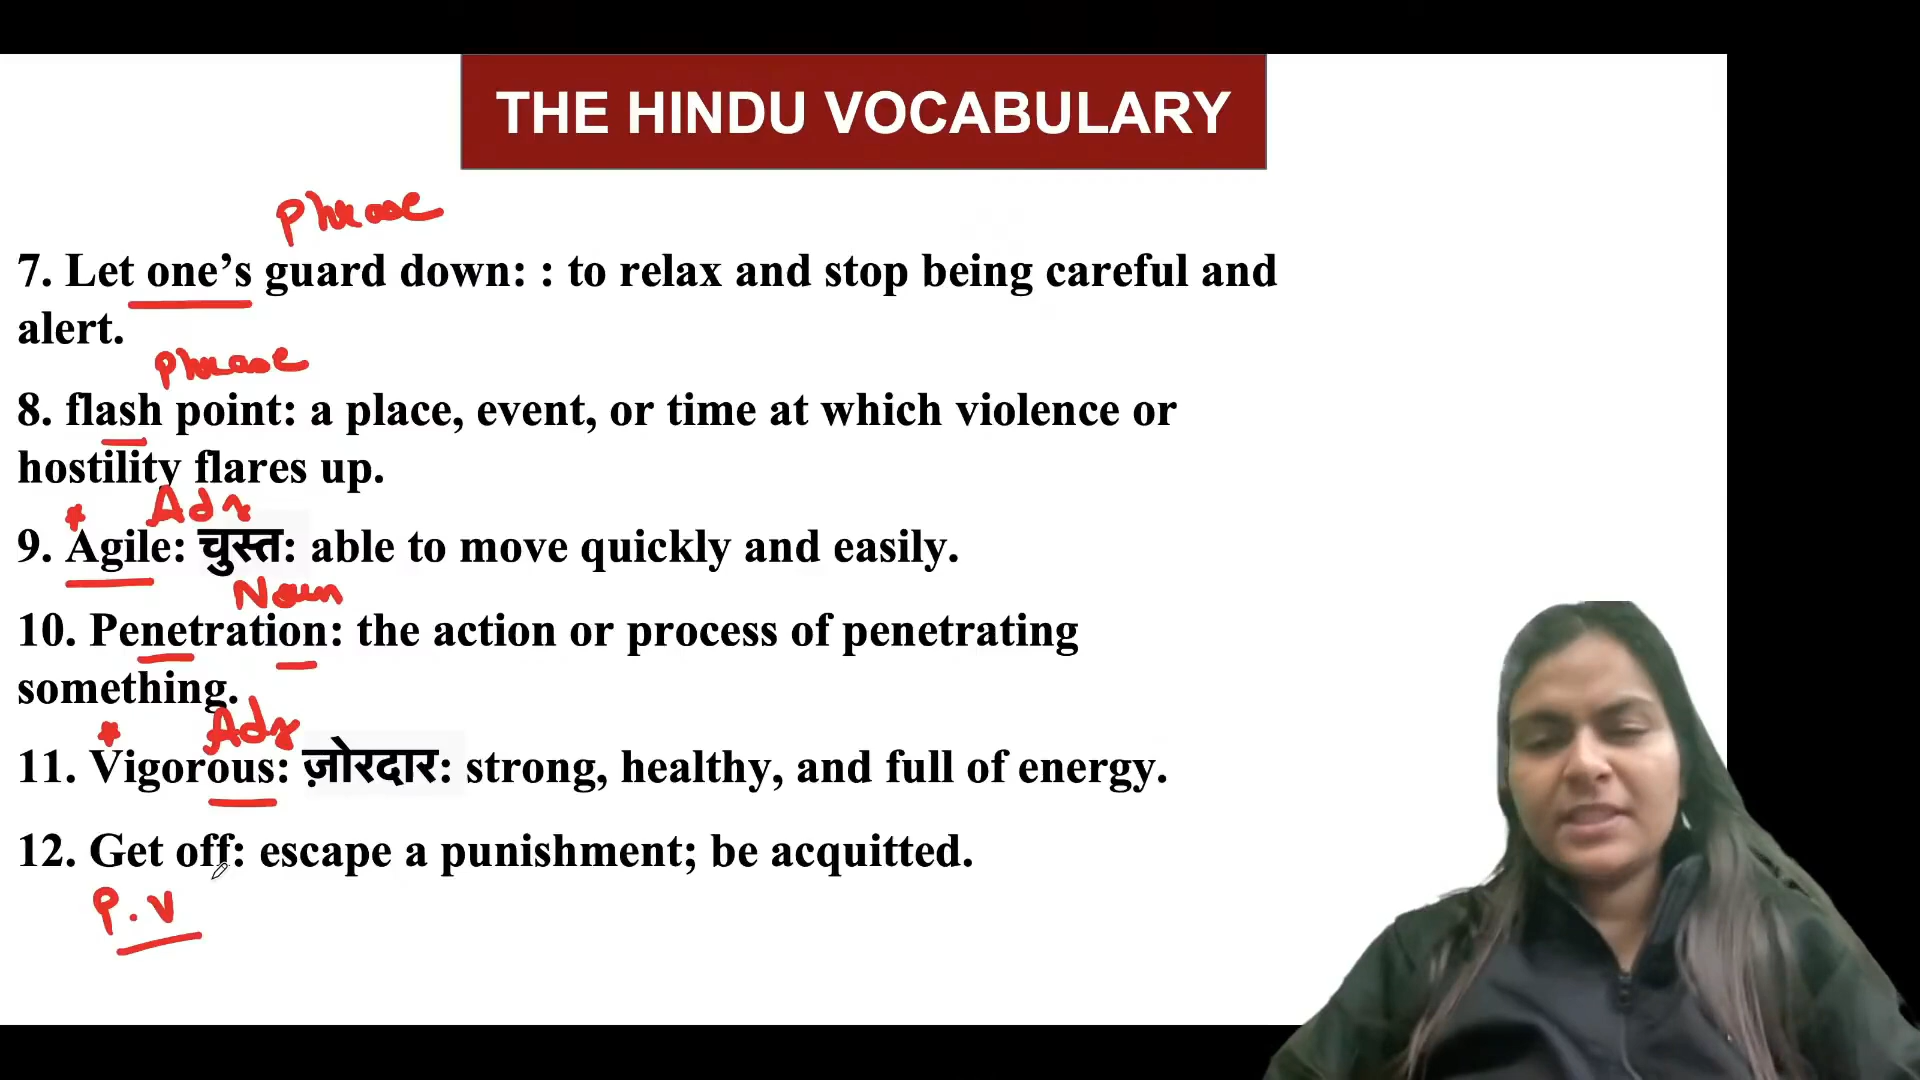 THE HINDU VOCABULARY
Phrase
7. Let one’s guard down: : to relax and stop being careful and
alert.
Phrase
8. flash point: a place, event, or time at which violence or
hostility flares up.
* Adj
9. Agile: चुस्त: able to move quickly and easily.
Noun
10. Penetration: the action or process of penetrating
something.
* Adj
11. Vigorous: ज़ोरदार: strong, healthy, and full of energy.
12. Get off: escape a punishment; be acquitted.
P.V